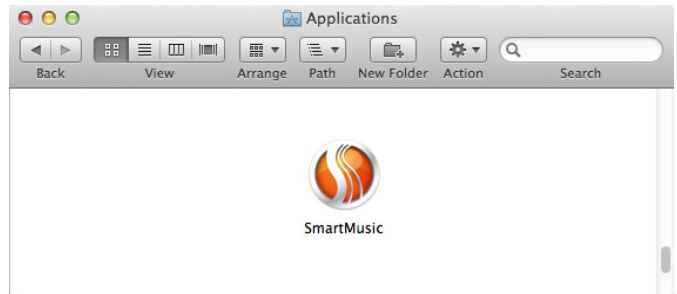 Applications
Back View Arrange Path New Folder Action Search
SmartMusic